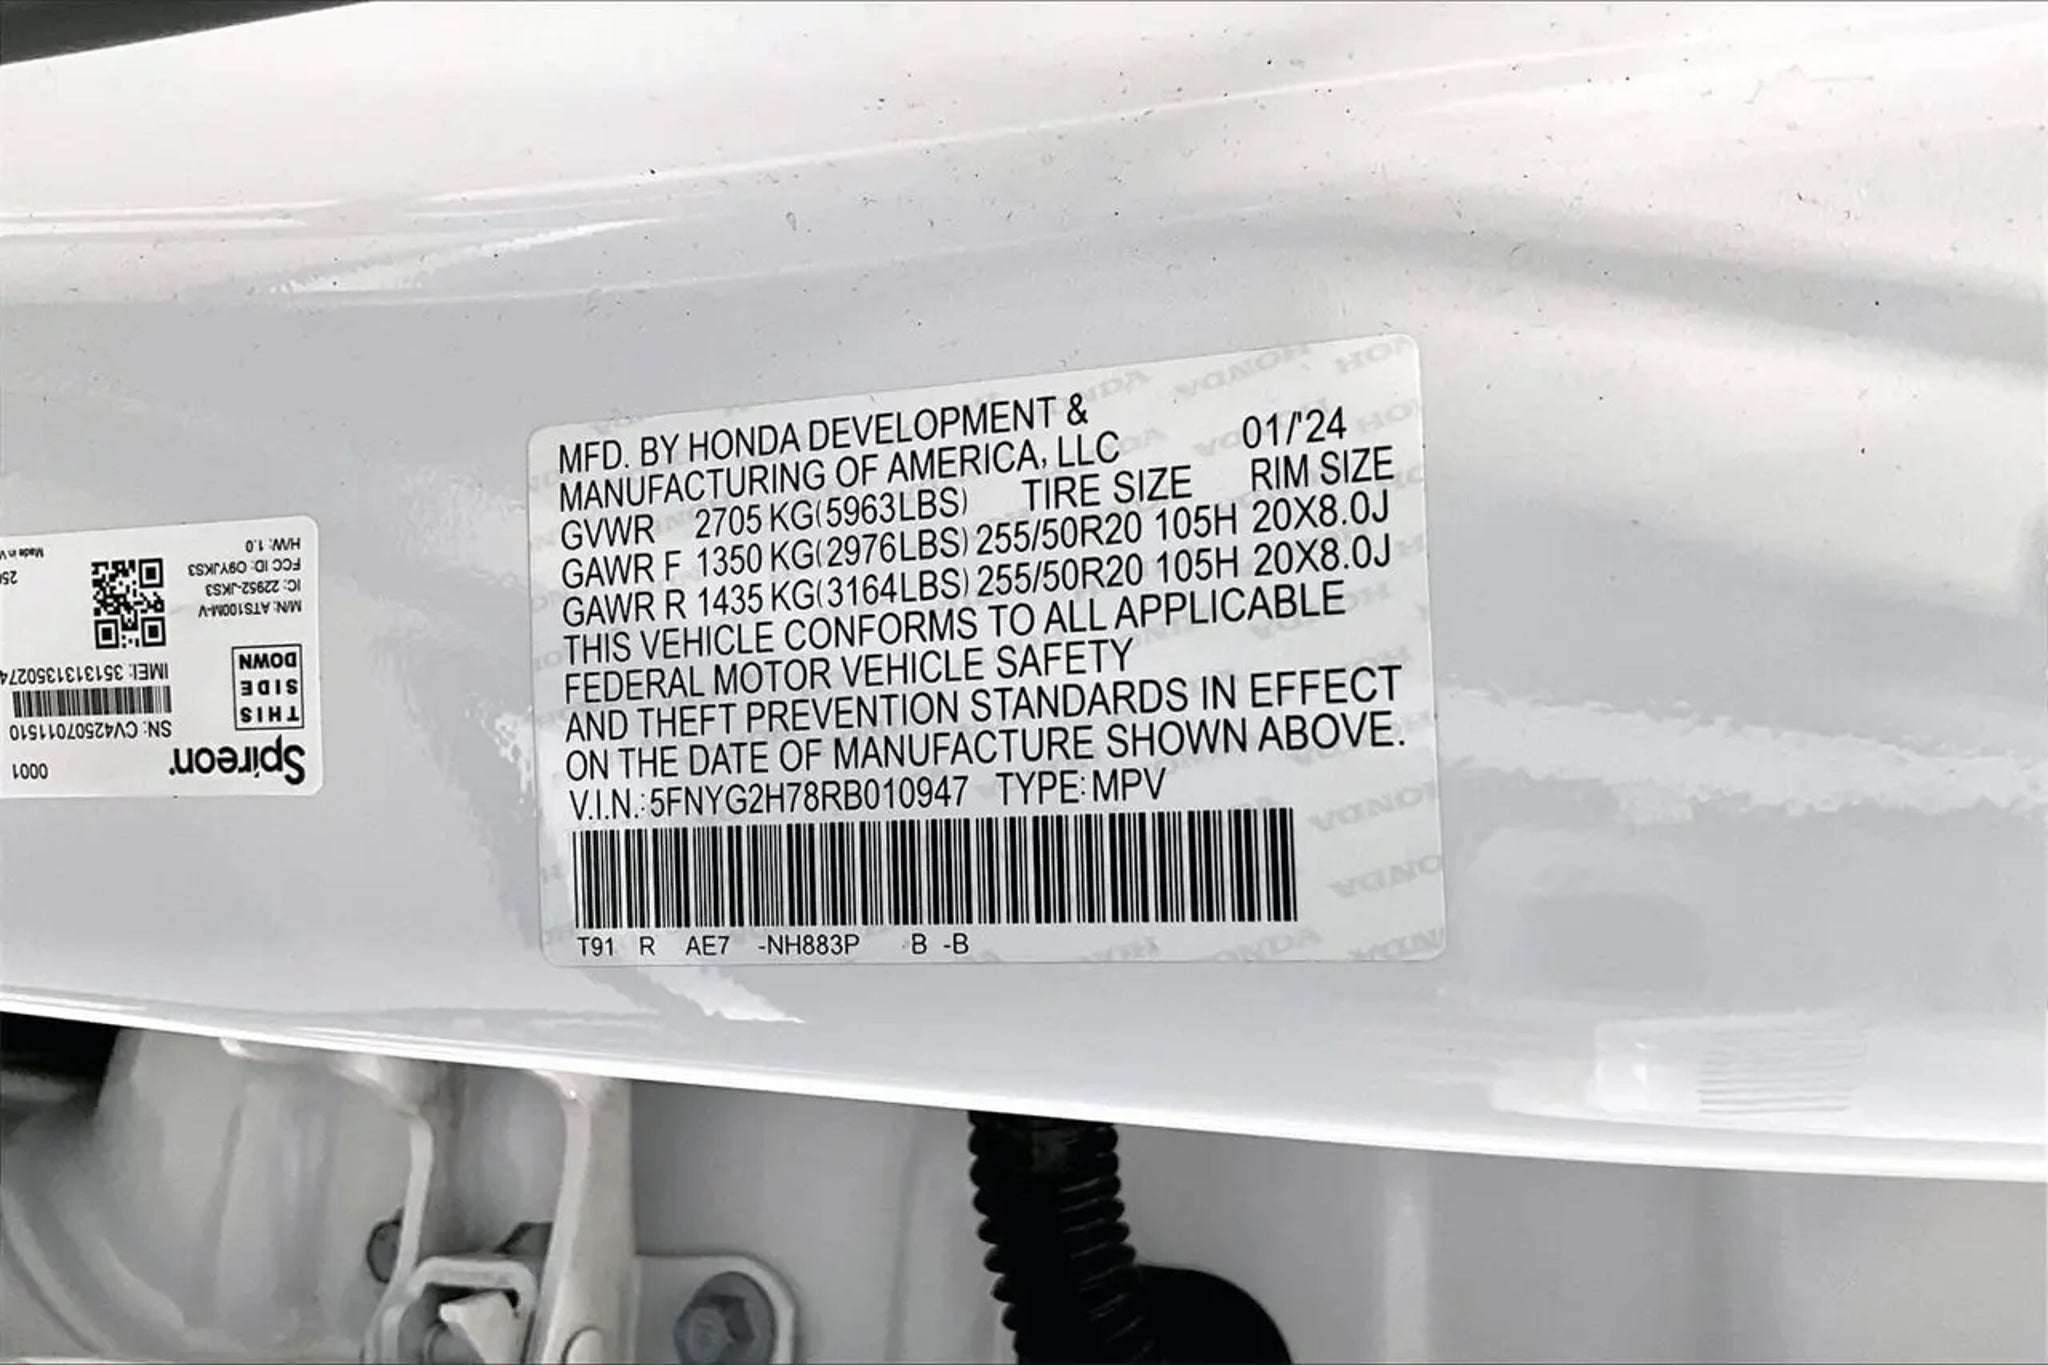 MFD. BY HONDA DEVELOPMENT &
MANUFACTURING OF AMERICA, LLC 01/'24
GVWR 2705 KG(5963LBS) TIRE SIZE RIM SIZE
GAWR F 1350 KG(2976LBS) 255/50R20 105H 20X8.0J
GAWR R 1435 KG(3164LBS) 255/50R20 105H 20X8.0J
THIS VEHICLE CONFORMS TO ALL APPLICABLE
FEDERAL MOTOR VEHICLE SAFETY
AND THEFT PREVENTION STANDARDS IN EFFECT
ON THE DATE OF MANUFACTURE SHOWN ABOVE.
V.I.N.: 5FNYG2H78RB010947 TYPE: MPV
T91 R AE7 -NH883P B -B
Spireon 0001
THIS
SIDE
DOWN
SN: CV42507011510
IMEI: 3513131350274
M/N: ATS100M-V
IC: 22952-JKS3
FCC ID: O9YJKS3
H/W: 1.0
Made in
HONDA